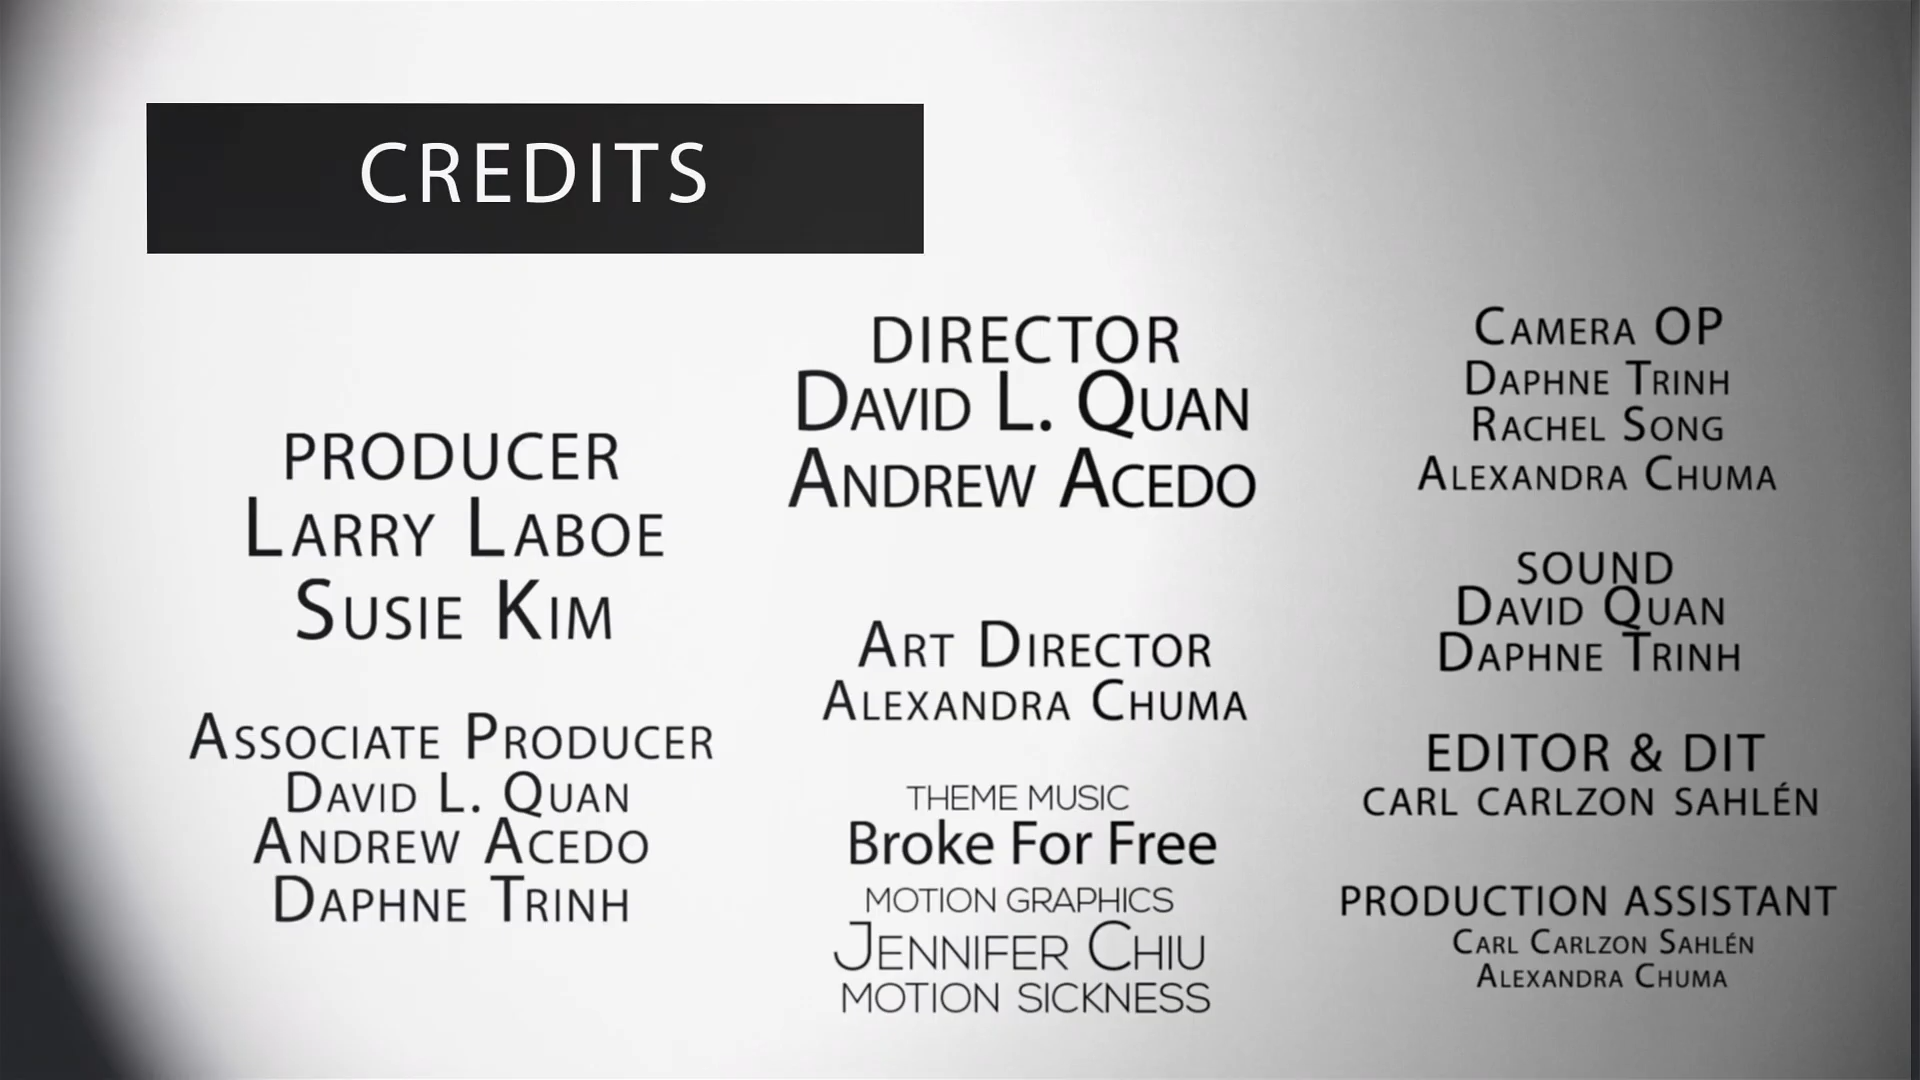 CREDITS
PRODUCER
LARRY LABOE
SUSIE KIM
ASSOCIATE PRODUCER
DAVID L. QUAN
ANDREW ACEDO
DAPHNE TRINH
DIRECTOR
DAVID L. QUAN
ANDREW ACEDO
ART DIRECTOR
ALEXANDRA CHUMA
THEME MUSIC
Broke For Free
MOTION GRAPHICS
JENNIFER CHIU
MOTION SICKNESS
CAMERA OP
DAPHNE TRINH
RACHEL SONG
ALEXANDRA CHUMA
SOUND
DAVID QUAN
DAPHNE TRINH
EDITOR & DIT
CARL CARLZON SAHLÉN
PRODUCTION ASSISTANT
CARL CARLZON SAHLÉN
ALEXANDRA CHUMA